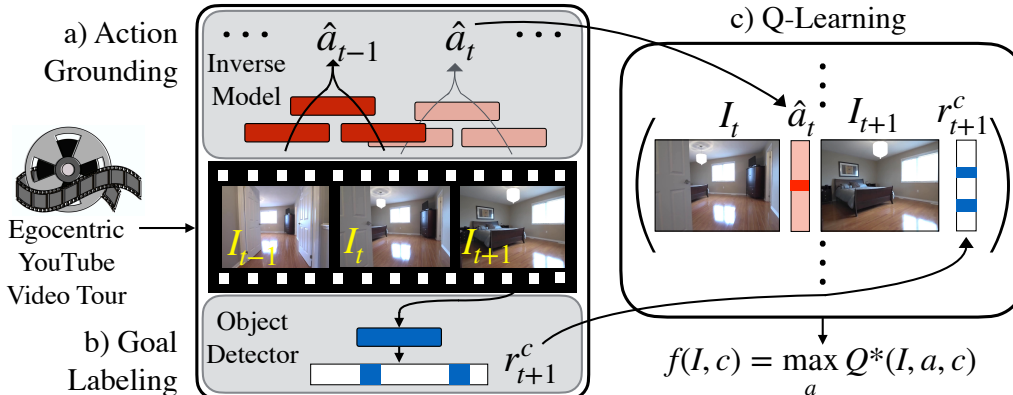 a) Action
Grounding
• • •
Inverse
Model
â_{t−1}
â_t
• • •
Egocentric
YouTube
Video Tour
I_{t−1}
I_t
I_{t+1}
b) Goal
Labeling
Object
Detector
r^c_{t+1}
c) Q-Learning
I_t
â_t
I_{t+1}
r^c_{t+1}
f(I, c) = max_a Q*(I, a, c)